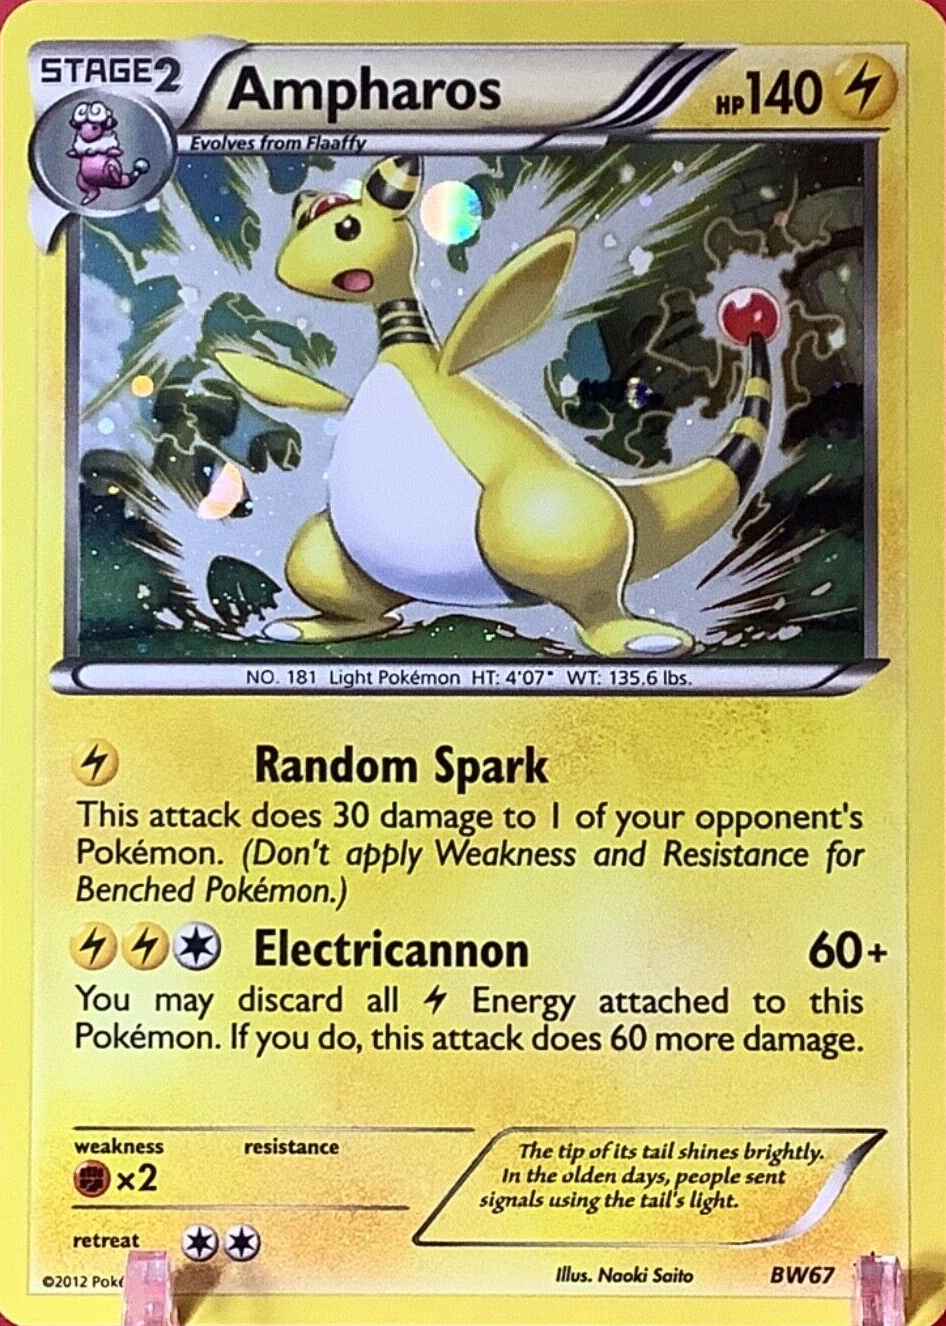 STAGE2
Ampharos
HP140
Evolves from Flaaffy
NO. 181 Light Pokémon HT: 4'07" WT: 135.6 lbs.
Random Spark
This attack does 30 damage to 1 of your opponent's
Pokémon. (Don't apply Weakness and Resistance for
Benched Pokémon.)
Electricannon 60+
You may discard all Energy attached to this
Pokémon. If you do, this attack does 60 more damage.
weakness resistance
×2
The tip of its tail shines brightly.
In the olden days, people sent
signals using the tail's light.
retreat
©2012 Poké
Illus. Naoki Saito
BW67